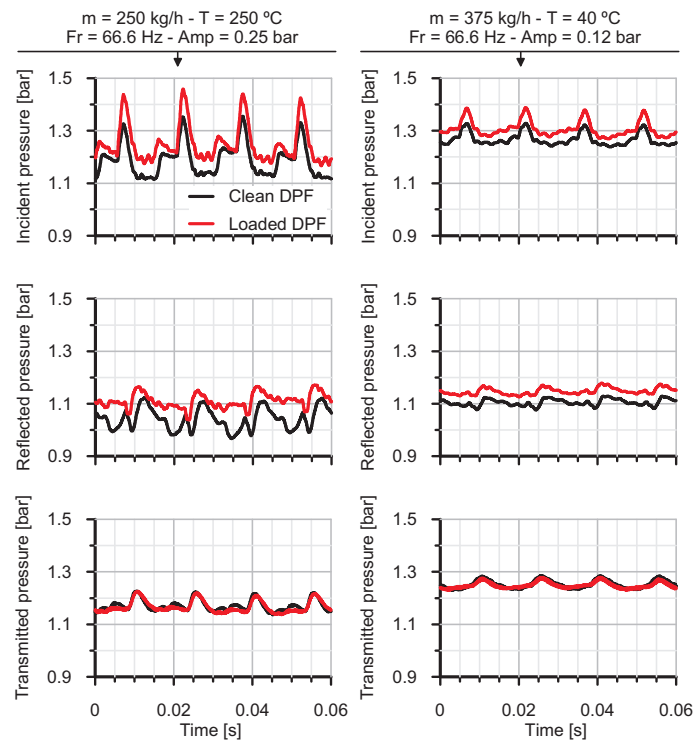 m = 250 kg/h - T = 250 ºC
Fr = 66.6 Hz - Amp = 0.25 bar
m = 375 kg/h - T = 40 ºC
Fr = 66.6 Hz - Amp = 0.12 bar
Incident pressure [bar]
1.5
1.3
1.1
0.9
Clean DPF
Loaded DPF
Incident pressure [bar]
1.5
1.3
1.1
0.9
Reflected pressure [bar]
1.5
1.3
1.1
0.9
Reflected pressure [bar]
1.5
1.3
1.1
0.9
Transmitted pressure [bar]
1.5
1.3
1.1
0.9
0 0.02 0.04 0.06
Time [s]
Transmitted pressure [bar]
1.5
1.3
1.1
0.9
0 0.02 0.04 0.06
Time [s]